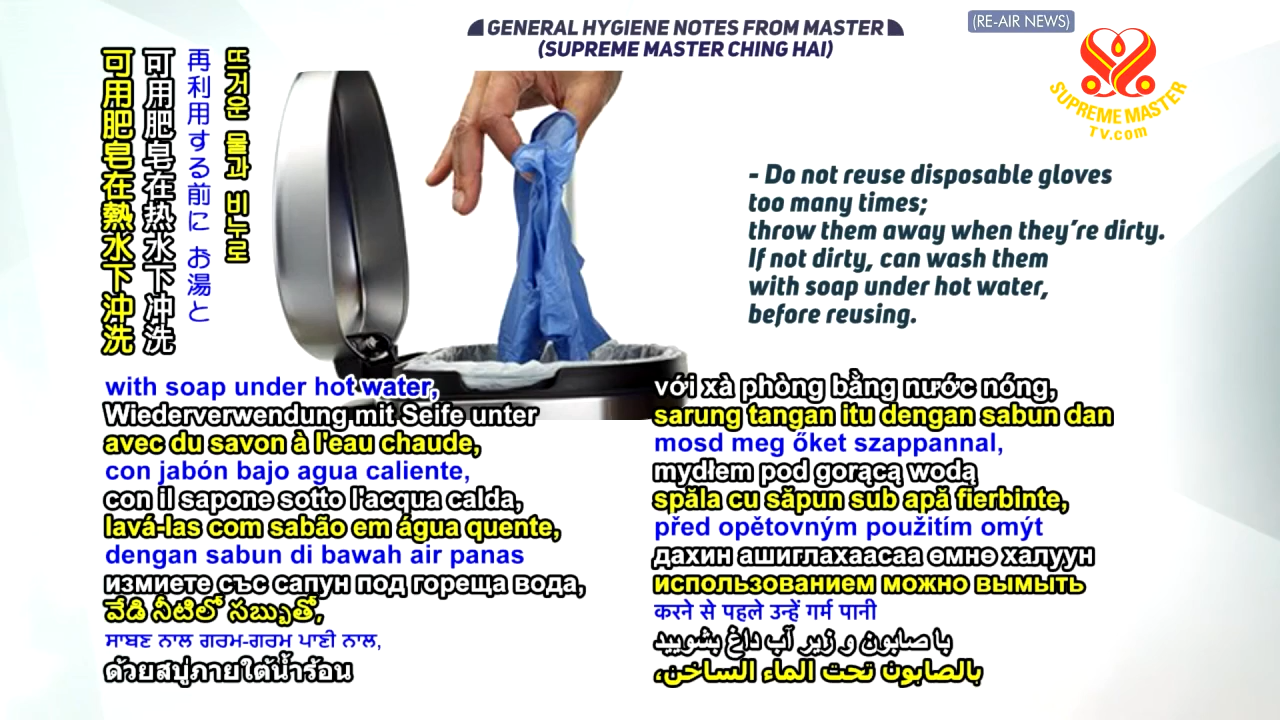 GENERAL HYGIENE NOTES FROM MASTER
(SUPREME MASTER CHING HAI)
(RE-AIR NEWS)
SUPREME MASTER
TV.com
可用肥皂在熱水下沖洗
可用肥皂在热水下冲洗
再利用する前に お湯と
뜨거운 물과 비누로
- Do not reuse disposable gloves
too many times;
throw them away when they’re dirty.
If not dirty, can wash them
with soap under hot water,
before reusing.
with soap under hot water,
Wiederverwendung mit Seife unter
avec du savon à l'eau chaude,
con jabón bajo agua caliente,
con il sapone sotto l'acqua calda,
lavá-las com sabão em água quente,
dengan sabun di bawah air panas
измиете със сапун под гореща вода,
వేడి నీటిలో సబ్బుతో,
ਸਾਬਣ ਨਾਲ ਗਰਮ-ਗਰਮ ਪਾਣੀ ਨਾਲ,
ด้วยสบู่ภายใต้น้ำร้อน
với xà phòng bằng nước nóng,
sarung tangan itu dengan sabun dan
mosd meg őket szappannal,
mydłem pod gorącą wodą
spăla cu săpun sub apă fierbinte,
před opětovným použitím omýt
дахин ашиглахаасаа өмнө халуун
использованием можно вымыть
करने से पहले उन्हें गर्म पानी
با صابون و زیر آب داغ بشویید
بالصابون تحت الماء الساخن،